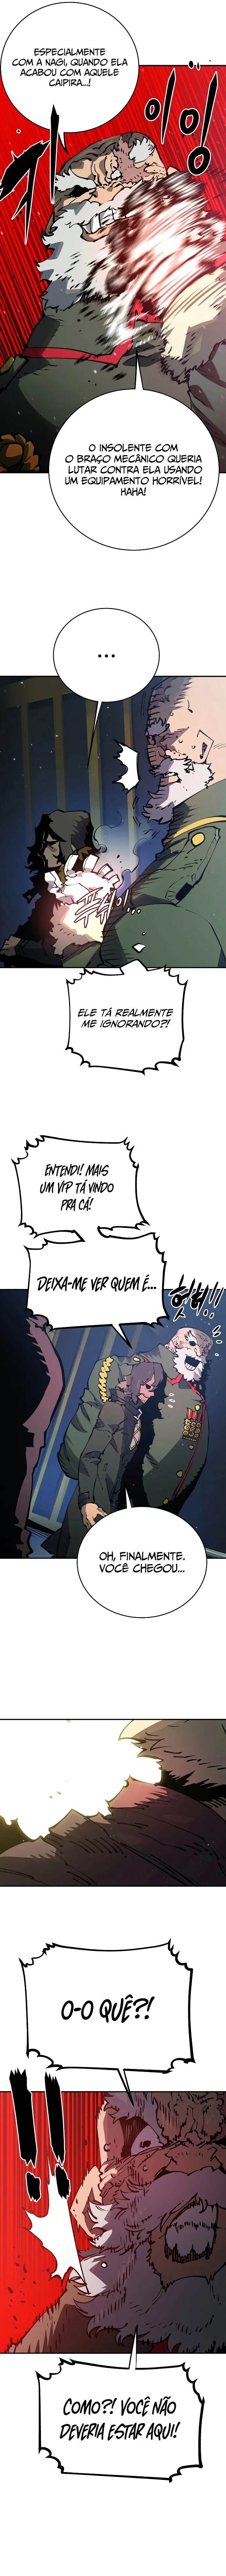 ESPECIALMENTE
COM A NAGI, QUANDO ELA
ACABOU COM AQUELE
CAIPIRA...!
O INSOLENTE COM
O BRAÇO MECÂNICO QUERIA
LUTAR CONTRA ELA USANDO
UM EQUIPAMENTO HORRÍVEL!
HAHA!
...
ELE TÁ REALMENTE
ME IGNORANDO?!
ENTENDI! MAIS
UM VIP TÁ VINDO
PRA CÁ!
DEIXA-ME VER QUEM É...
OH, FINALMENTE.
VOCÊ CHEGOU...
O-O QUÊ?!
COMO?! VOCÊ NÃO
DEVERIA ESTAR AQUI!